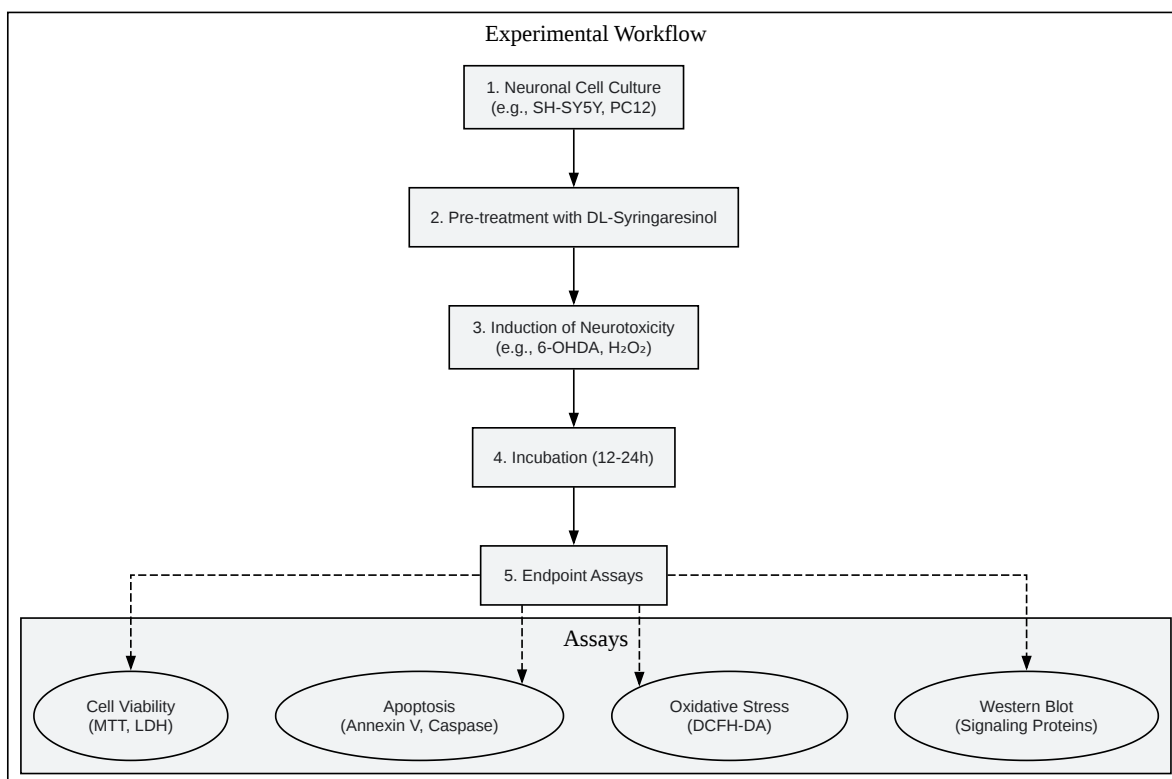 Experimental Workflow
1. Neuronal Cell Culture
(e.g., SH-SY5Y, PC12)
2. Pre-treatment with DL-Syringaresinol
3. Induction of Neurotoxicity
(e.g., 6-OHDA, H₂O₂)
4. Incubation (12-24h)
5. Endpoint Assays
Assays
Cell Viability
(MTT, LDH)
Apoptosis
(Annexin V, Caspase)
Oxidative Stress
(DCFH-DA)
Western Blot
(Signaling Proteins)